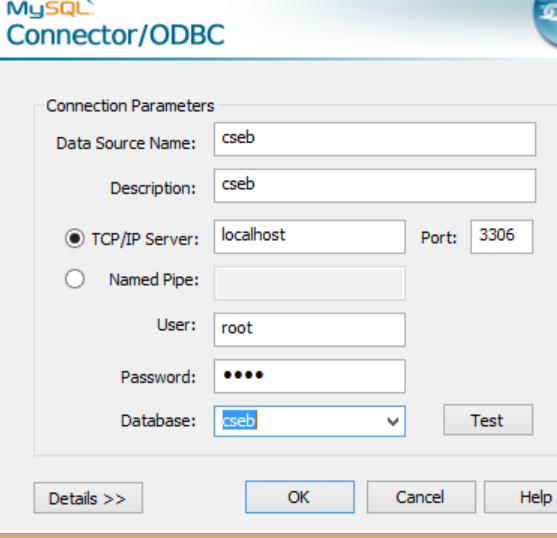 MySQL
Connector/ODBC
Connection Parameters
Data Source Name: cseb
Description: cseb
TCP/IP Server: localhost Port: 3306
Named Pipe:
User: root
Password: ••••
Database: cseb Test
Details >> OK Cancel Help